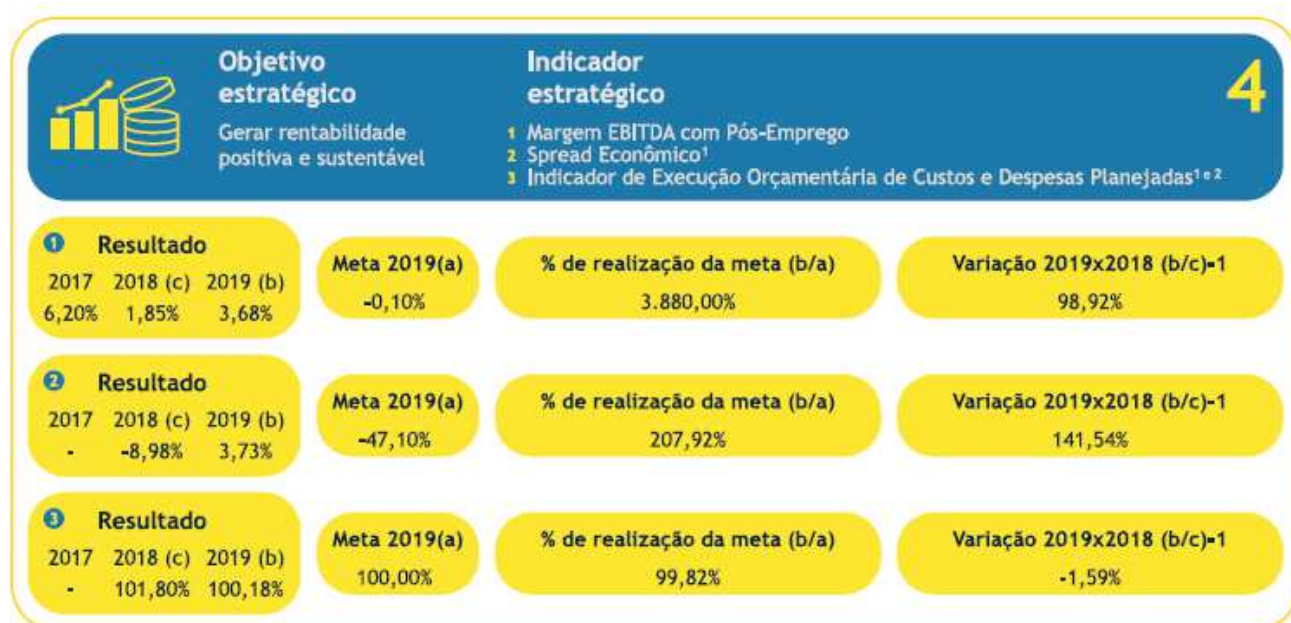 Objetivo
estratégico
Gerar rentabilidade
positiva e sustentável
Indicador
estratégico
1 Margem EBITDA com Pós-Emprego
2 Spread Econômico¹
3 Indicador de Execução Orçamentária de Custos e Despesas Planejadas¹ ᵉ ²
4
1 Resultado
2017 2018 (c) 2019 (b)
6,20% 1,85% 3,68%
Meta 2019(a)
-0,10%
% de realização da meta (b/a)
3.880,00%
Variação 2019x2018 (b/c)-1
98,92%
2 Resultado
2017 2018 (c) 2019 (b)
- -8,98% 3,73%
Meta 2019(a)
-47,10%
% de realização da meta (b/a)
207,92%
Variação 2019x2018 (b/c)-1
141,54%
3 Resultado
2017 2018 (c) 2019 (b)
- 101,80% 100,18%
Meta 2019(a)
100,00%
% de realização da meta (b/a)
99,82%
Variação 2019x2018 (b/c)-1
-1,59%